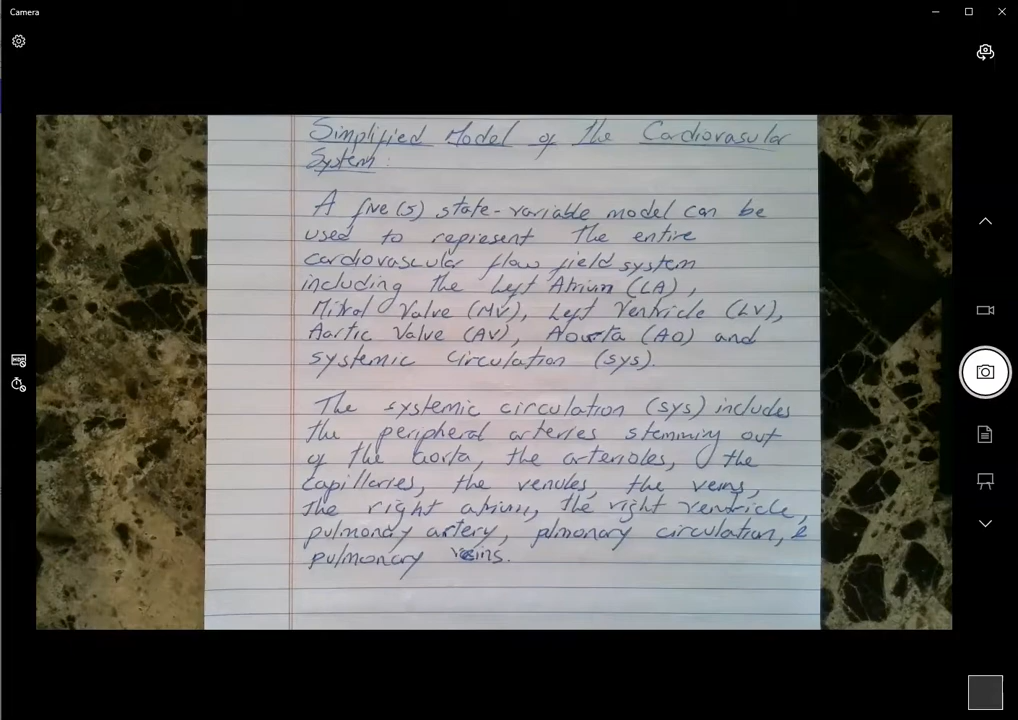 Camera
Simplified Model of the Cardiovasular
System:
A five(5) state-variable model can be
used to represent the entire
cardiovascular flow field system
including the Left Atrium (LA),
Mitral Valve (MV), Left Ventricle (LV),
Aartic Valve (AV), Aorta (AO) and
systemic Circulation (sys).
The systemic circulation (sys) includes
the peripheral arteries stemming out
of the aorta, the arterioles, the
capillaries, the venules, the veins,
the right atrium, the right ventricle,
pulmonary artery, plmonary circulation, &
pulmonary veins.